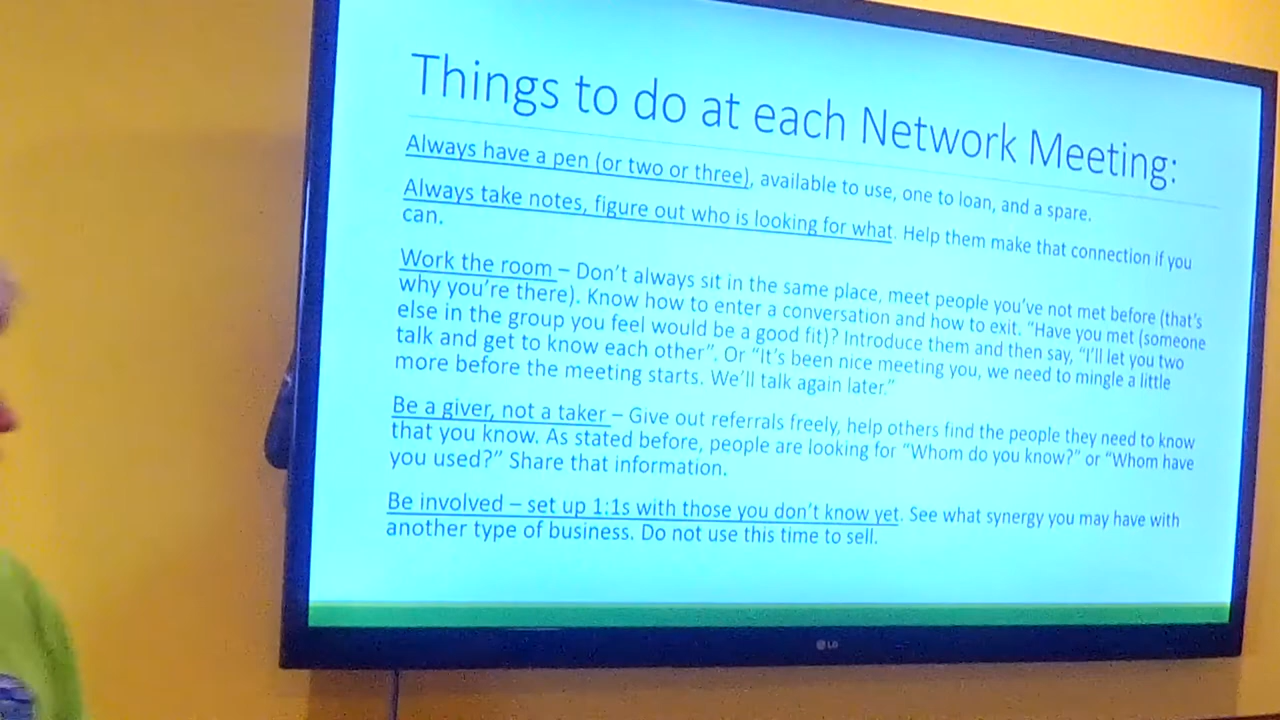 Things to do at each Network Meeting:
Always have a pen (or two or three), available to use, one to loan, and a spare.
Always take notes, figure out who is looking for what. Help them make that connection if you
can.
Work the room – Don't always sit in the same place, meet people you've not met before (that's
why you're there). Know how to enter a conversation and how to exit. "Have you met (someone
else in the group you feel would be a good fit)? Introduce them and then say, "I'll let you two
talk and get to know each other". Or "It's been nice meeting you, we need to mingle a little
more before the meeting starts. We'll talk again later."
Be a giver, not a taker – Give out referrals freely, help others find the people they need to know
that you know. As stated before, people are looking for "Whom do you know?" or "Whom have
you used?" Share that information.
Be involved – set up 1:1s with those you don't know yet. See what synergy you may have with
another type of business. Do not use this time to sell.
LG